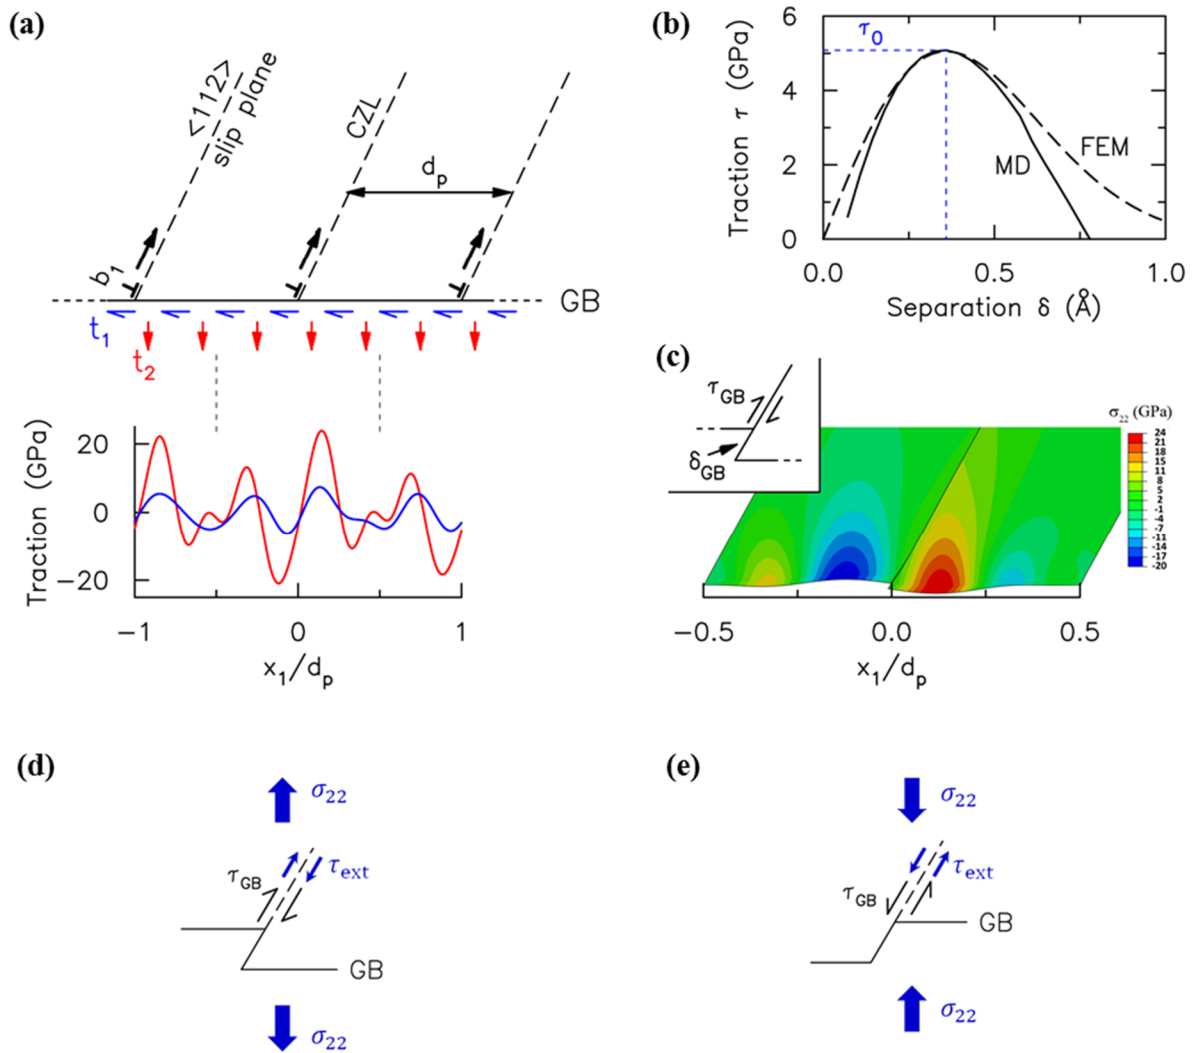 (a)
<112>
slip plane
CZL
d_p
b_1
GB
t_1
t_2
Traction (GPa)
20
0
−20
−1
0
1
x_1/d_p
(b)
Traction τ (GPa)
6
4
2
0
τ_0
MD
FEM
0.0
0.5
1.0
Separation δ (Å)
(c)
τ_GB
δ_GB
σ_22 (GPa)
24
21
18
15
11
8
5
2
-1
-4
-7
-11
-14
-17
-20
−0.5
0.0
0.5
x_1/d_p
(d)
σ_22
τ_GB
τ_ext
GB
σ_22
(e)
σ_22
τ_GB
τ_ext
GB
σ_22